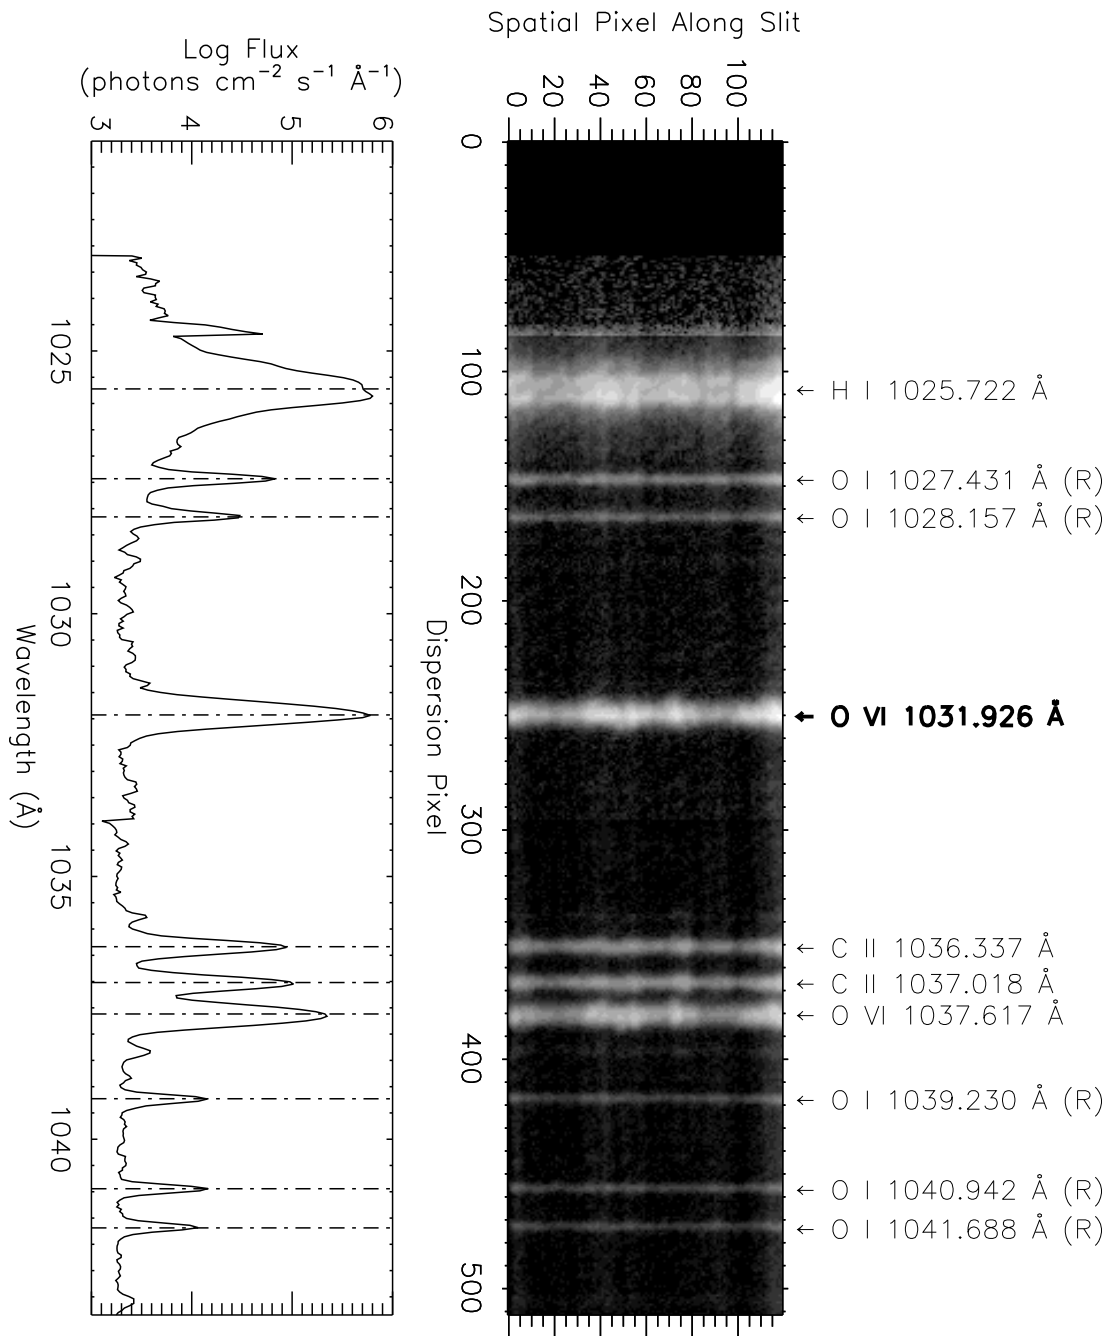 Spatial Pixel Along Slit
0 20 40 60 80 100
Log Flux
(photons cm⁻² s⁻¹ Å⁻¹)
3 4 5 6
Wavelength (Å)
1025
1030
1035
1040
Dispersion Pixel
0
100
200
300
400
500
← H I 1025.722 Å
← O I 1027.431 Å (R)
← O I 1028.157 Å (R)
← O VI 1031.926 Å
← C II 1036.337 Å
← C II 1037.018 Å
← O VI 1037.617 Å
← O I 1039.230 Å (R)
← O I 1040.942 Å (R)
← O I 1041.688 Å (R)